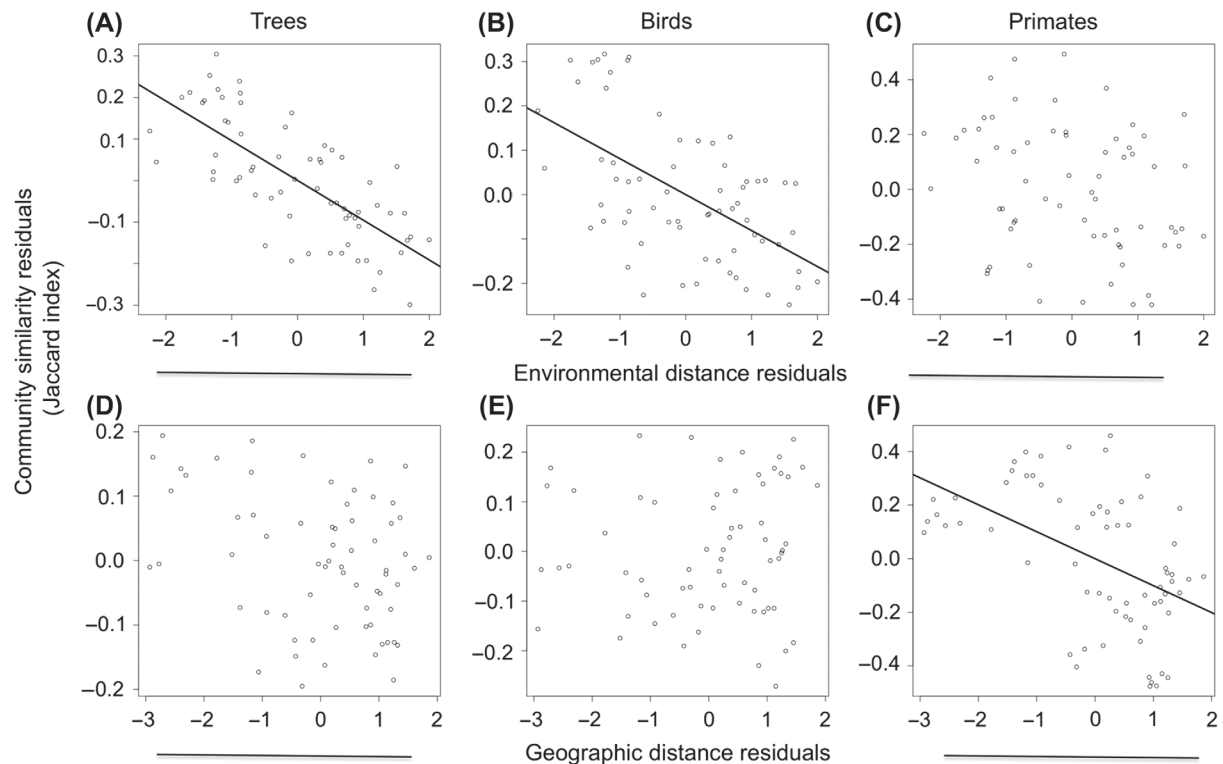 (A) Trees
(B) Birds
(C) Primates
0.3
0.1
−0.1
−0.3
−2 −1 0 1 2
0.3
0.2
0.0
−0.2
−2 −1 0 1 2
0.4
0.2
0.0
−0.2
−0.4
−2 −1 0 1 2
Environmental distance residuals
Community similarity residuals
(Jaccard index)
(D)
0.2
0.1
0.0
−0.1
−0.2
−3 −2 −1 0 1 2
(E)
0.2
0.1
0.0
−0.1
−0.2
−3 −2 −1 0 1 2
(F)
0.4
0.2
0.0
−0.2
−0.4
−3 −2 −1 0 1 2
Geographic distance residuals